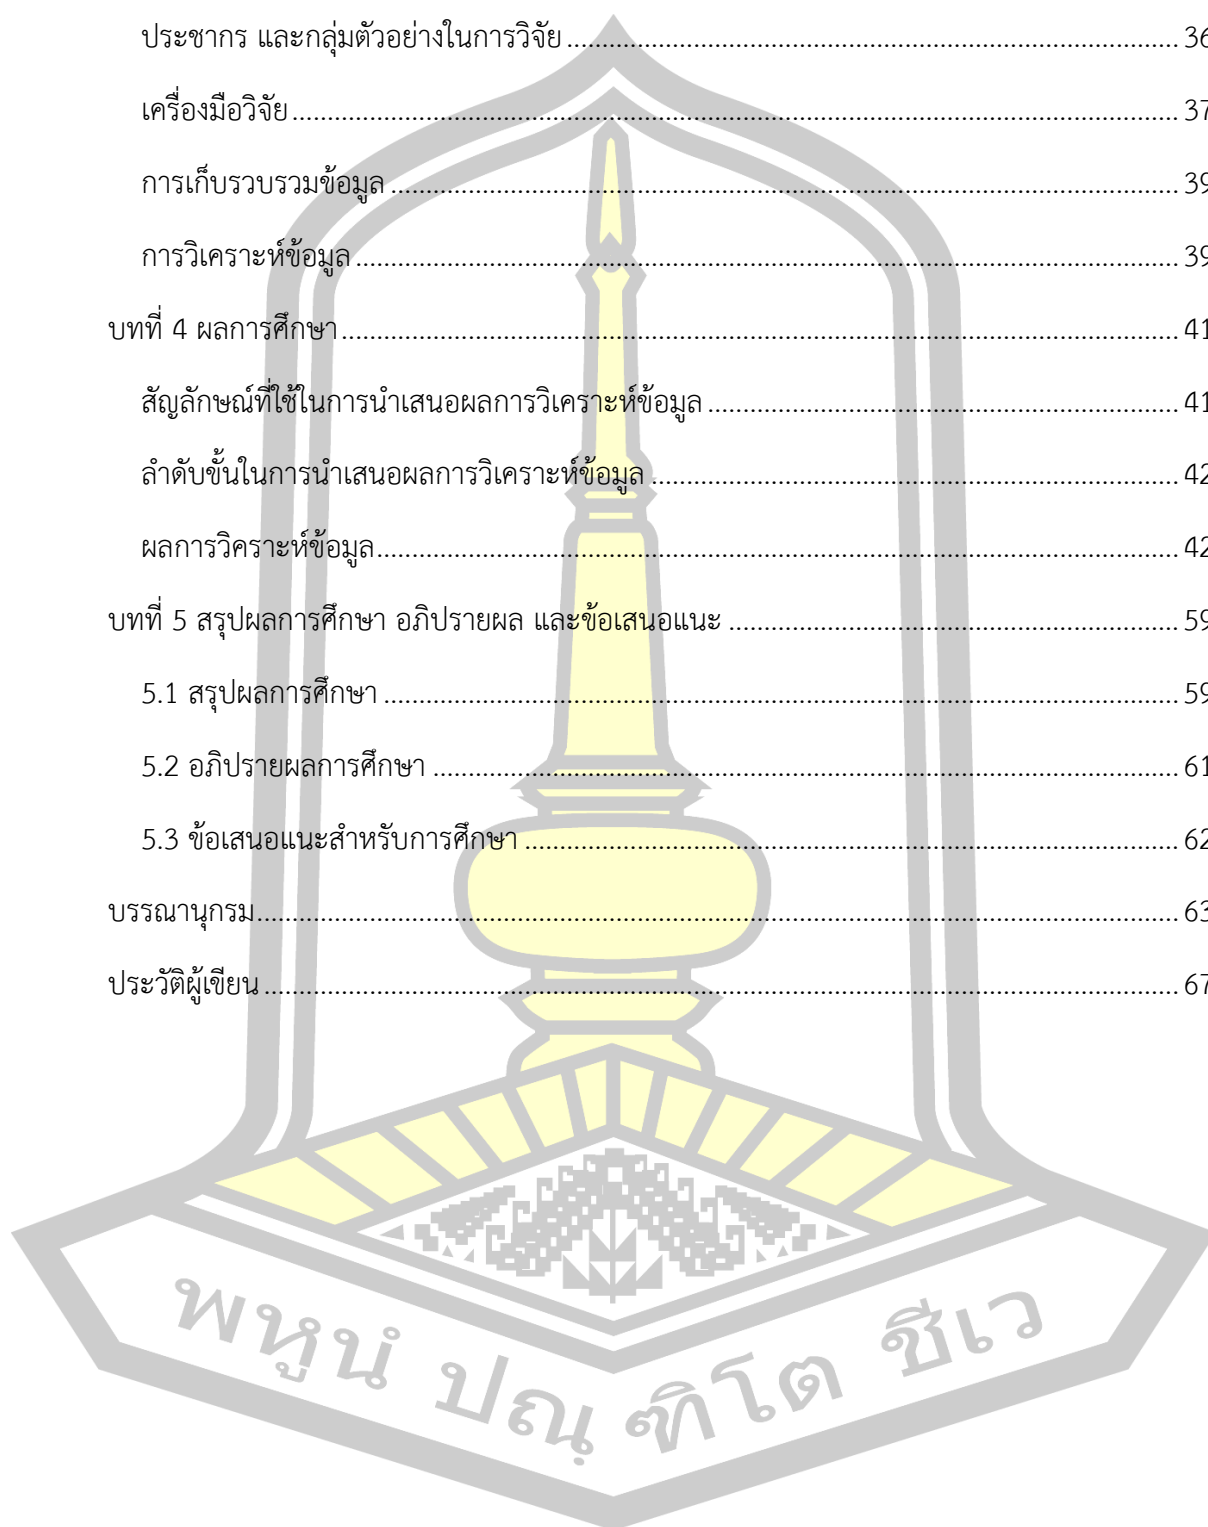 ประชากร และกลุ่มตัวอย่างในการวิจัย ........ 36
เครื่องมือวิจัย ........ 37
การเก็บรวบรวมข้อมูล ........ 39
การวิเคราะห์ข้อมูล ........ 39
บทที่ 4 ผลการศึกษา ........ 41
สัญลักษณ์ที่ใช้ในการนำเสนอผลการวิเคราะห์ข้อมูล ........ 41
ลำดับขั้นในการนำเสนอผลการวิเคราะห์ข้อมูล ........ 42
ผลการวิคราะห์ข้อมูล ........ 42
บทที่ 5 สรุปผลการศึกษา อภิปรายผล และข้อเสนอแนะ ........ 59
5.1 สรุปผลการศึกษา ........ 59
5.2 อภิปรายผลการศึกษา ........ 61
5.3 ข้อเสนอแนะสำหรับการศึกษา ........ 62
บรรณานุกรม ........ 63
ประวัติผู้เขียน ........ 67
พหูนํ ปณฺฑิโต ชีเว